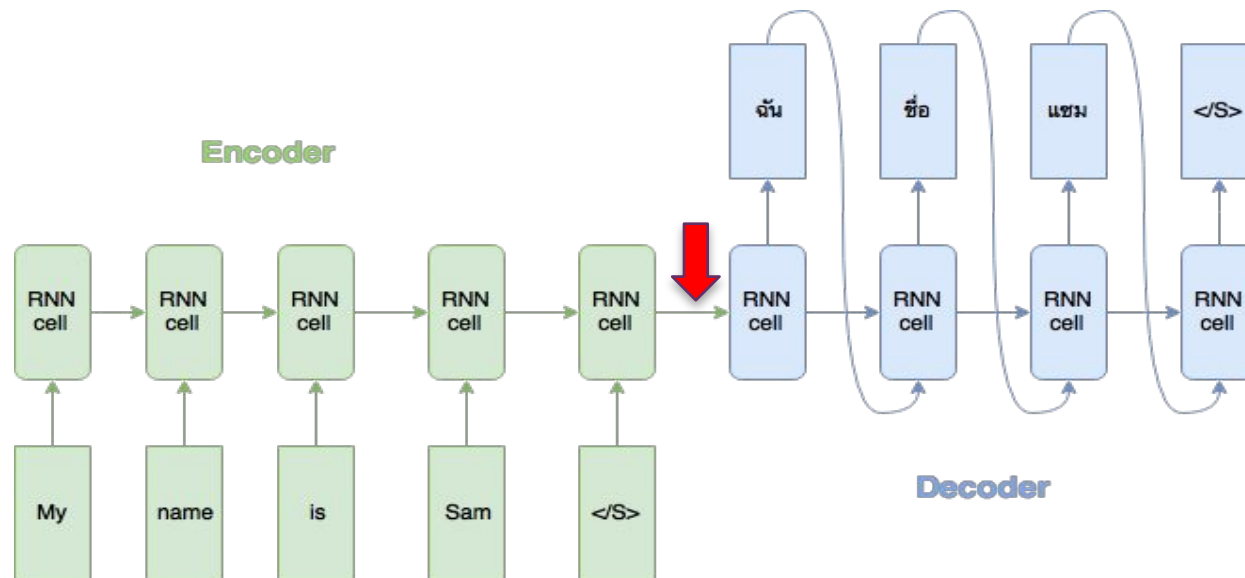 ฉัน
ชื่อ
แซม
</S>
Encoder
RNN
cell
RNN
cell
RNN
cell
RNN
cell
RNN
cell
RNN
cell
RNN
cell
RNN
cell
RNN
cell
Decoder
My
name
is
Sam
</S>